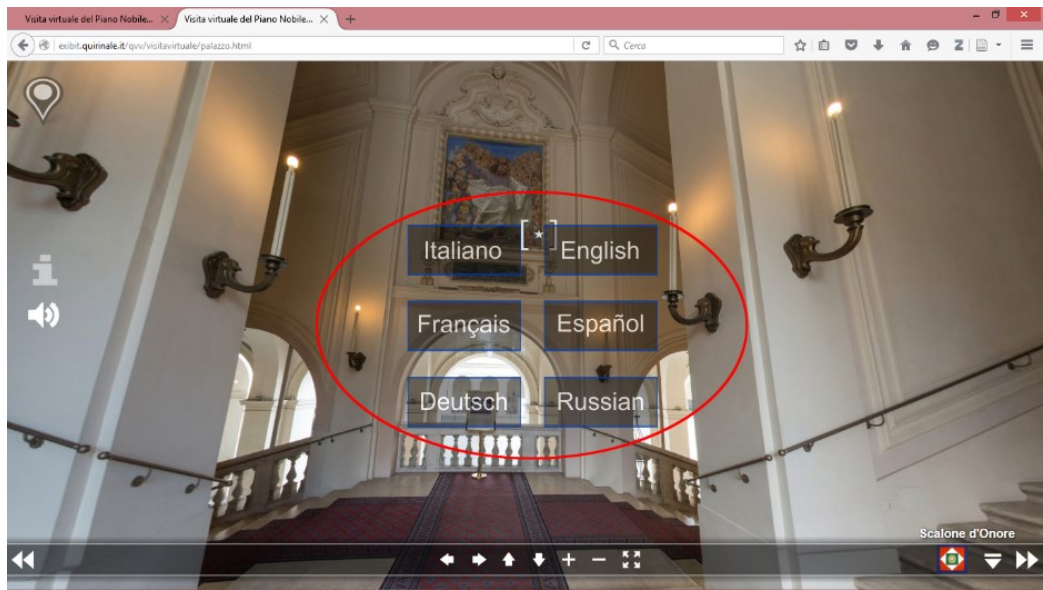 Visita virtuale del Piano Nobile... Visita virtuale del Piano Nobile...
exibit.quirinale.it/qvv/visitavirtuale/palazzo.html Cerca
Italiano English
Français Español
Deutsch Russian
Scalone d'Onore